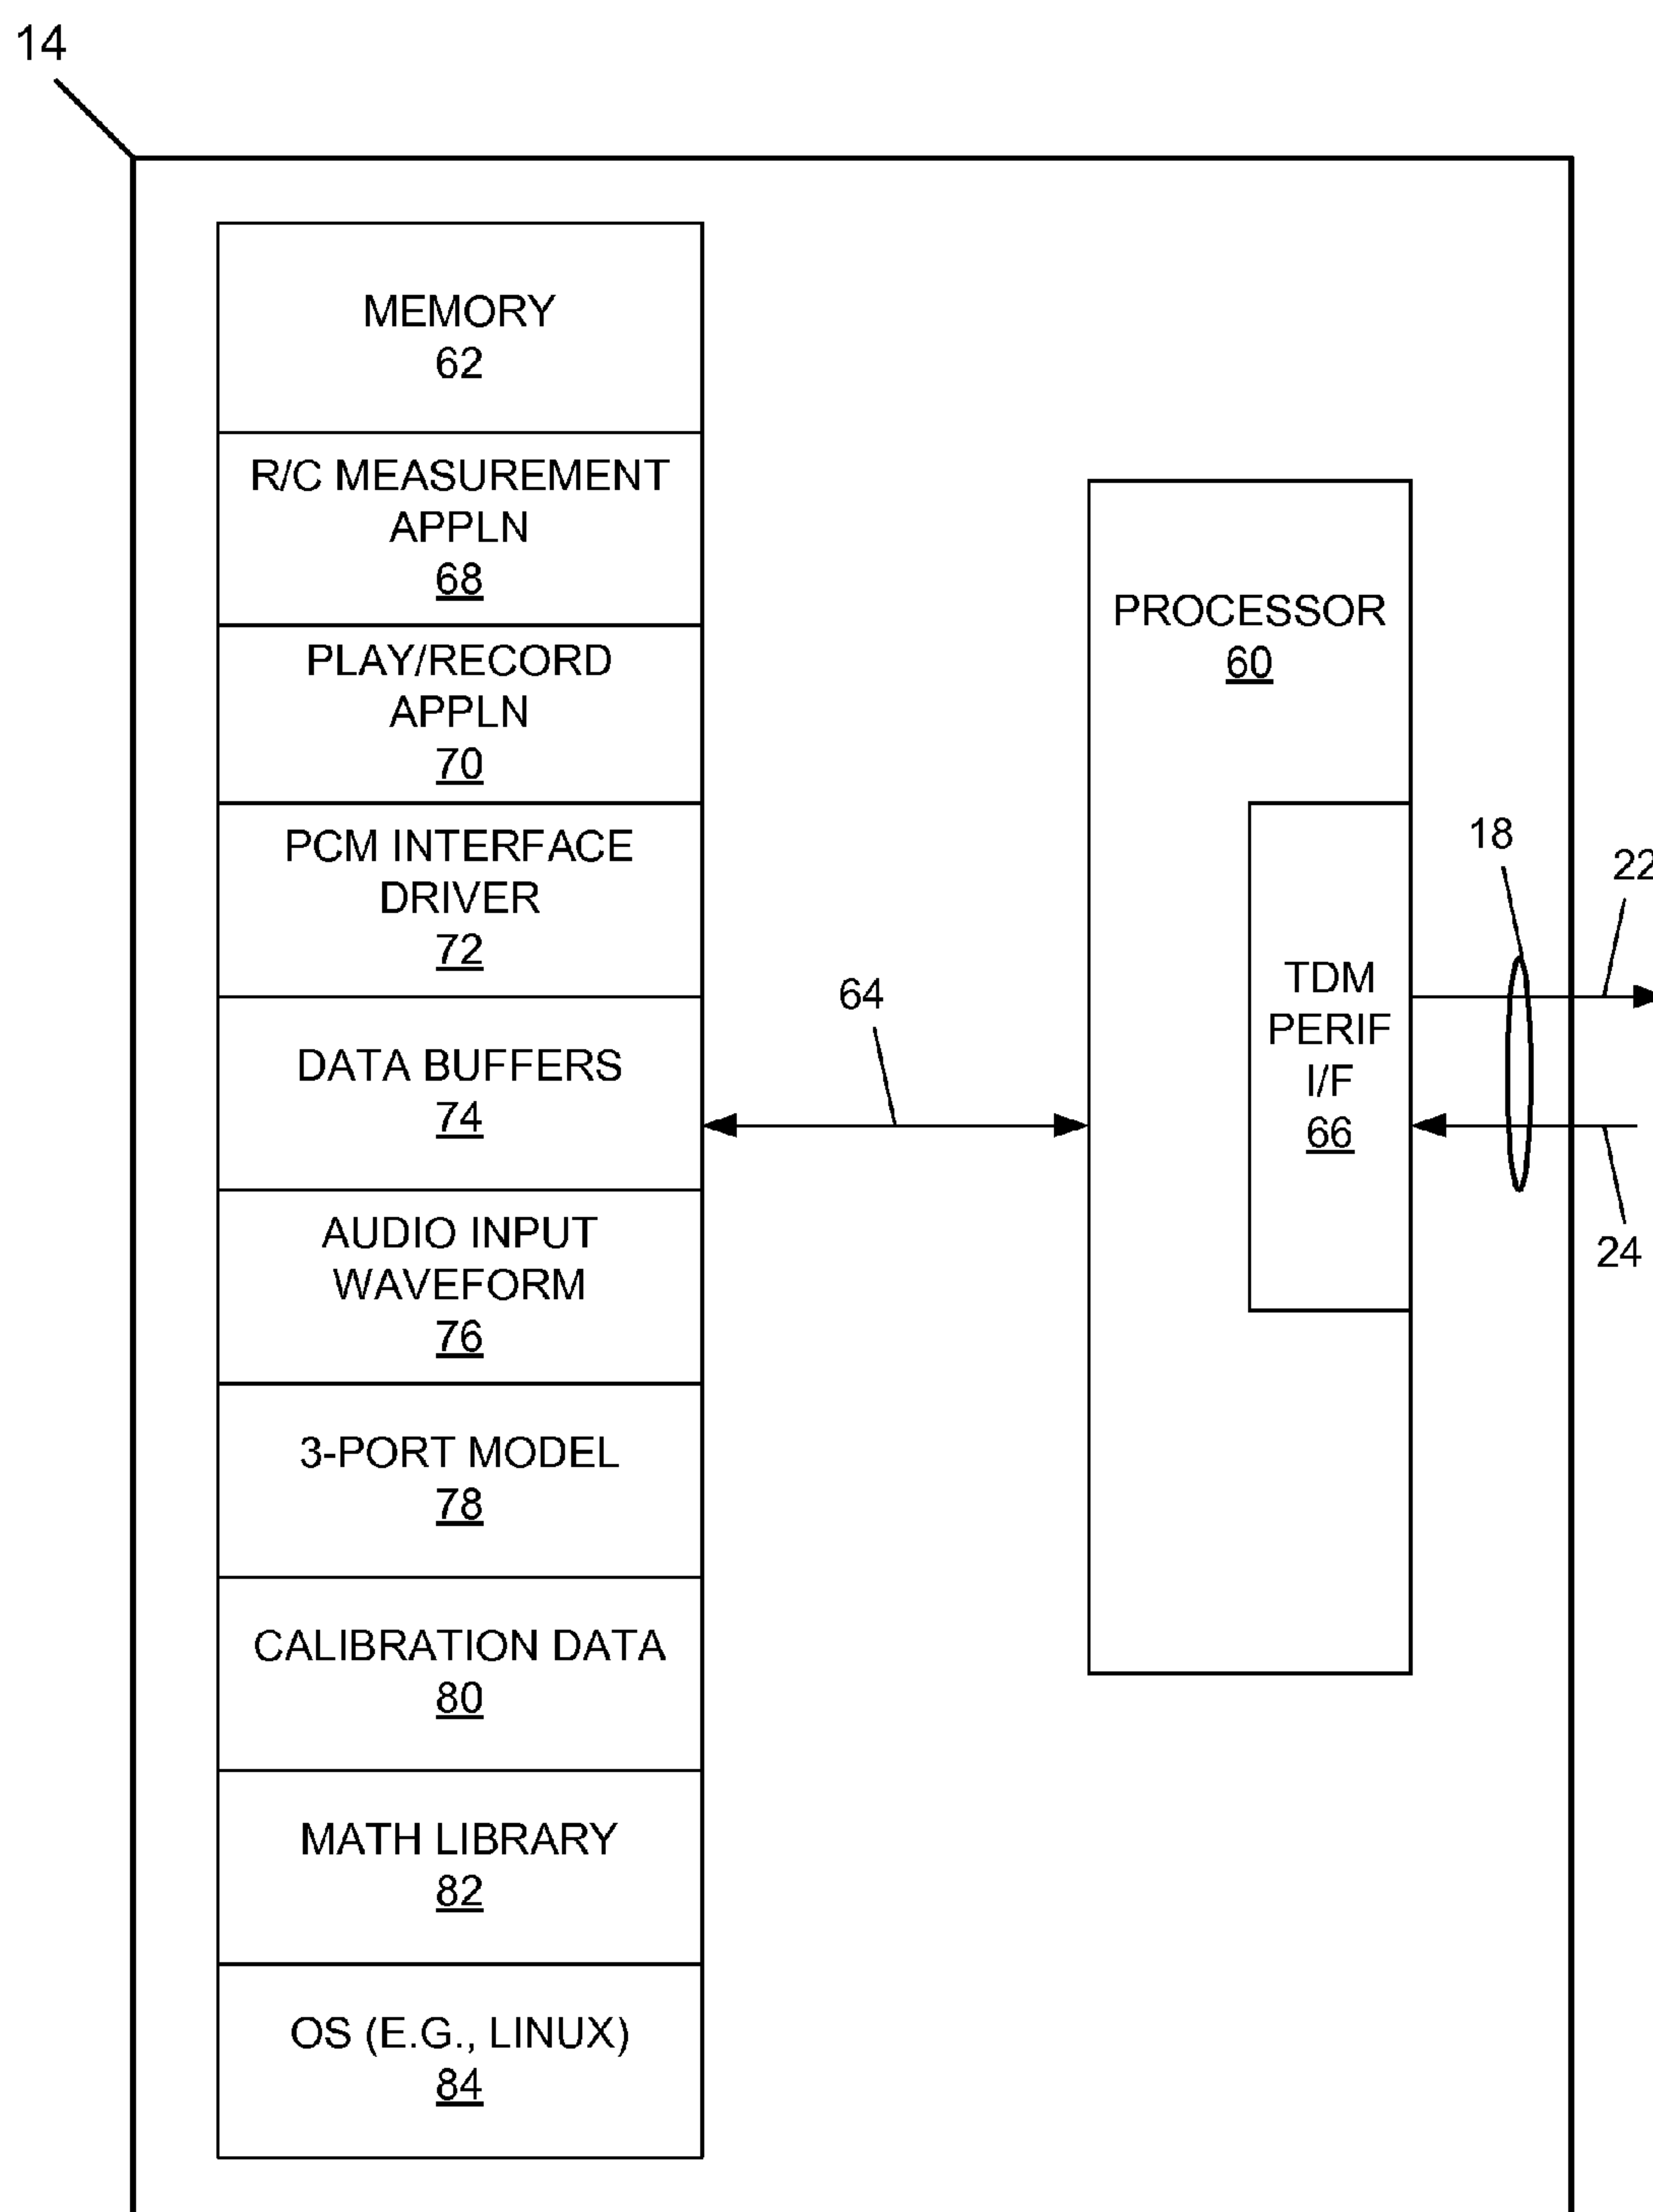 14
MEMORY
62
R/C MEASUREMENT
APPLN
68
PLAY/RECORD
APPLN
70
PCM INTERFACE
DRIVER
72
DATA BUFFERS
74
AUDIO INPUT
WAVEFORM
76
3-PORT MODEL
78
CALIBRATION DATA
80
MATH LIBRARY
82
OS (E.G., LINUX)
84
64
PROCESSOR
60
TDM
PERIF
I/F
66
18
22
24